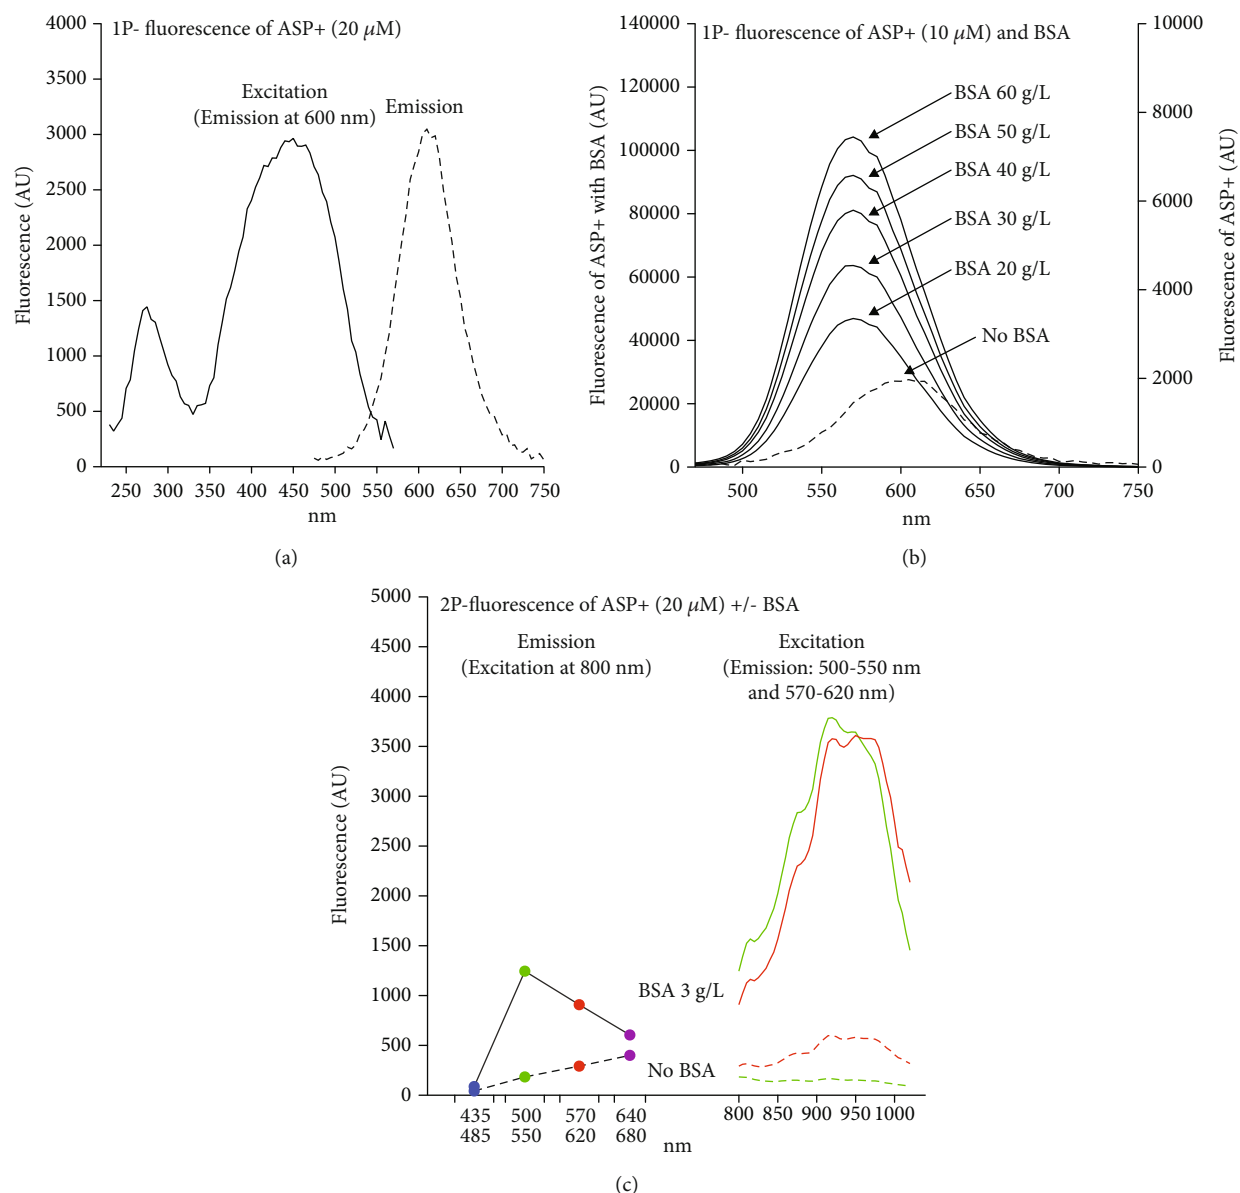 1P- fluorescence of ASP+ (20 μM)
4000
3500
3000
2500
2000
1500
1000
500
0
Fluorescence (AU)
Excitation
(Emission at 600 nm)
Emission
250 300 350 400 450 500 550 600 650 700 750
nm
(a)
1P- fluorescence of ASP+ (10 μM) and BSA
140000
120000
100000
80000
60000
40000
20000
0
Fluorescence of ASP+ with BSA (AU)
BSA 60 g/L
BSA 50 g/L
BSA 40 g/L
BSA 30 g/L
BSA 20 g/L
No BSA
10000
8000
6000
4000
2000
0
Fluorescence of ASP+ (AU)
500 550 600 650 700 750
nm
(b)
2P-fluorescence of ASP+ (20 μM) +/- BSA
5000
4500
4000
3500
3000
2500
2000
1500
1000
500
0
Fluorescence (AU)
Emission
(Excitation at 800 nm)
Excitation
(Emission: 500-550 nm
and 570-620 nm)
BSA 3 g/L
No BSA
435 500 570 640
485 550 620 680
800 850 900 950 1000
nm
(c)